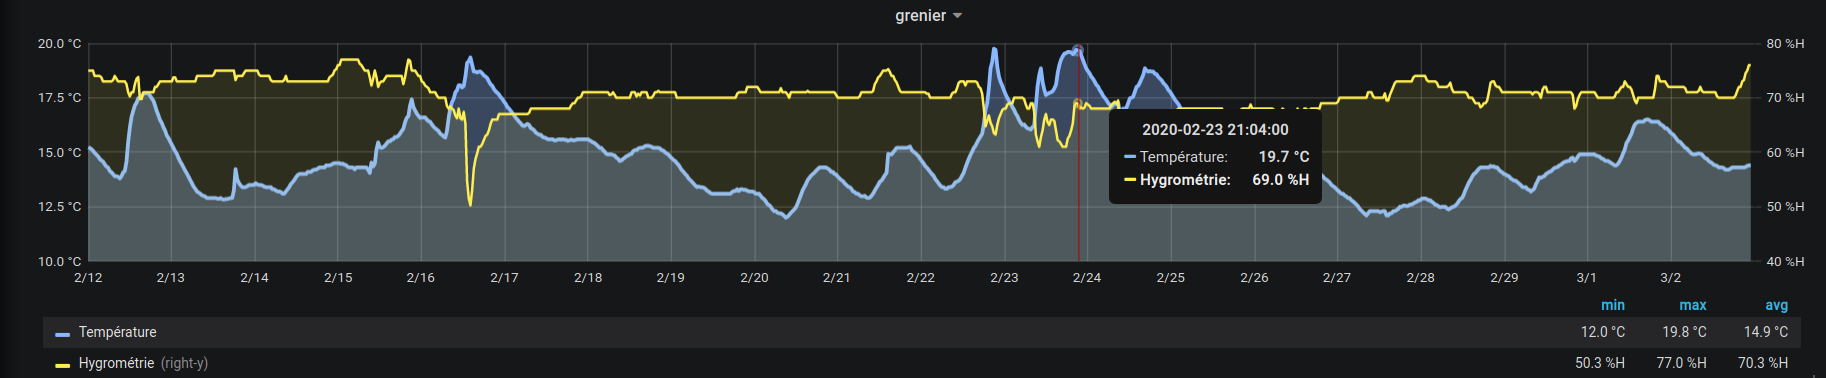 grenier
20.0 °C
80 %H
17.5 °C
70 %H
15.0 °C
60 %H
12.5 °C
50 %H
10.0 °C
40 %H
2020-02-23 21:04:00
Température: 19.7 °C
Hygrométrie: 69.0 %H
2/12 2/13 2/14 2/15 2/16 2/17 2/18 2/19 2/20 2/21 2/22 2/23 2/24 2/25 2/26 2/27 2/28 2/29 3/1 3/2
min max avg
Température 12.0 °C 19.8 °C 14.9 °C
Hygrométrie (right-y) 50.3 %H 77.0 %H 70.3 %H